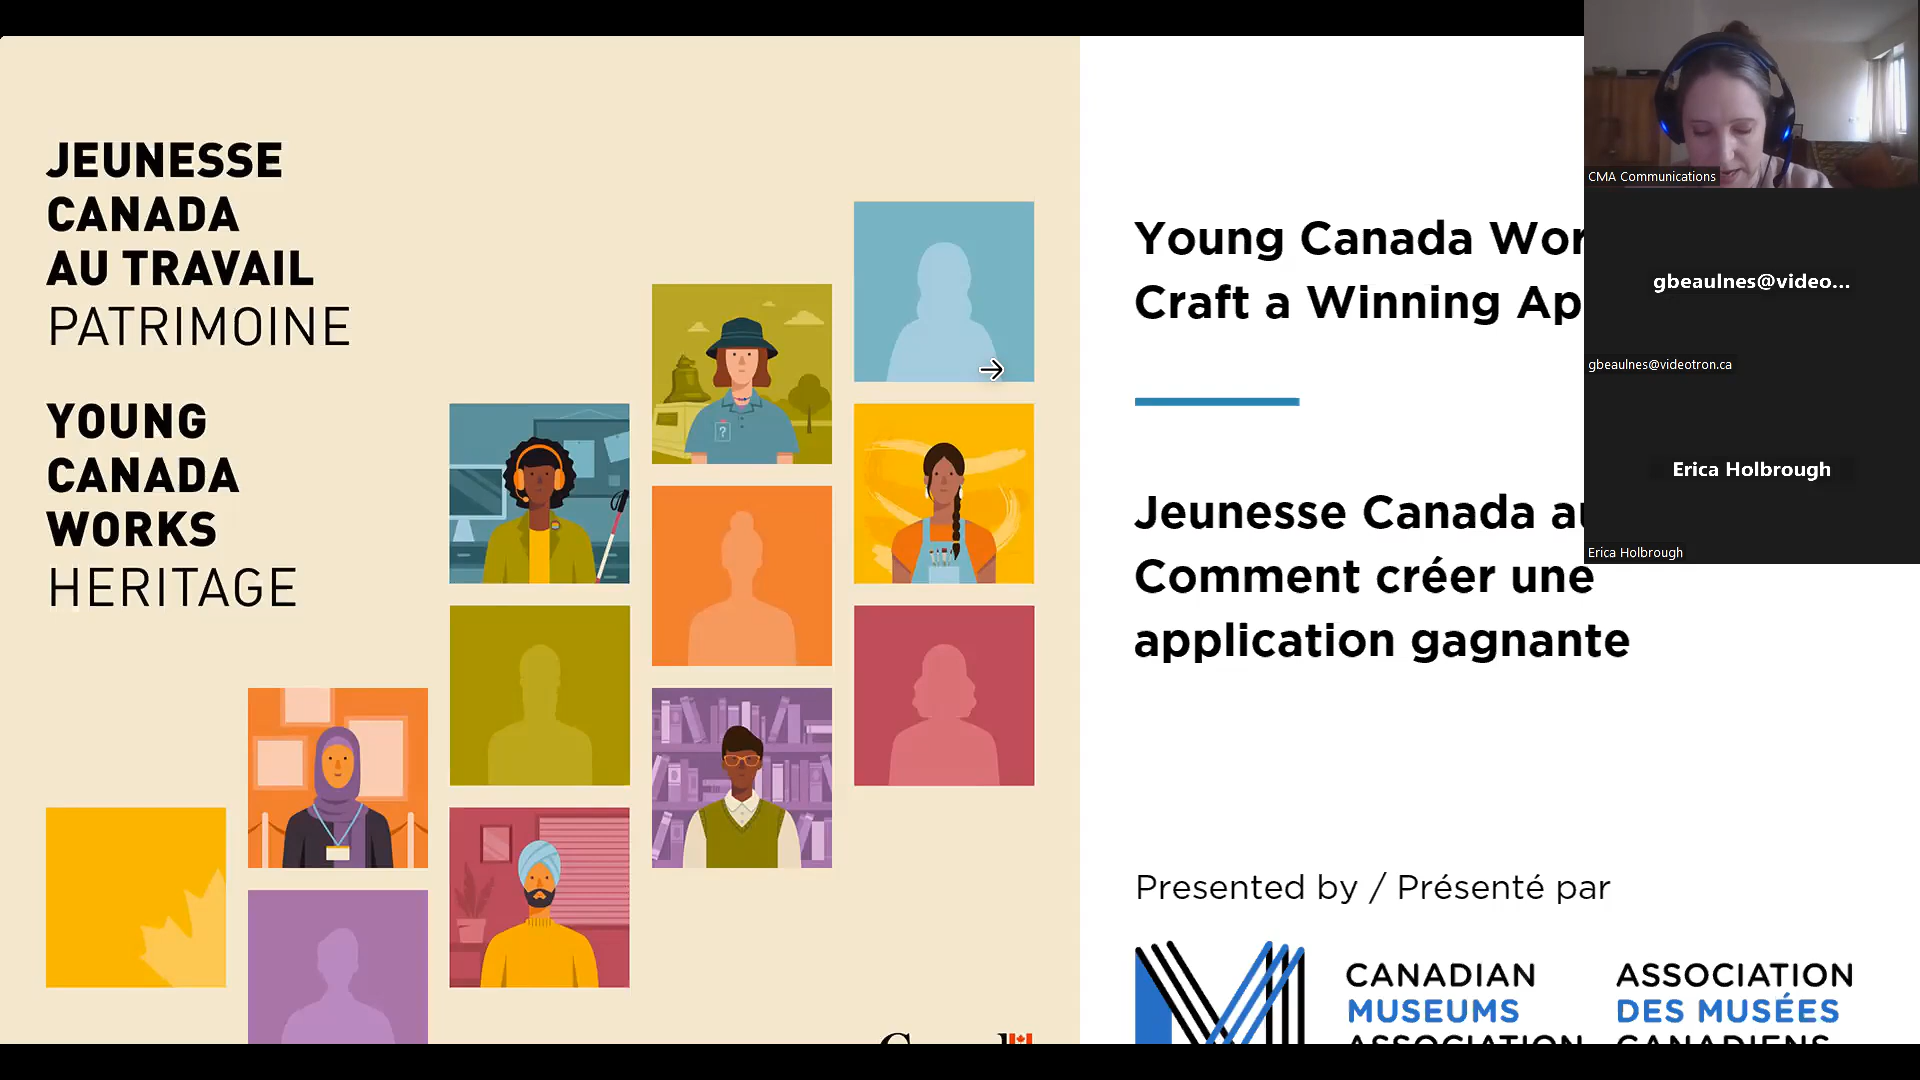 JEUNESSE
CANADA
AU TRAVAIL
PATRIMOINE
YOUNG
CANADA
WORKS
HERITAGE
Young Canada Wor
Craft a Winning Ap
Jeunesse Canada au
Comment créer une
application gagnante
Presented by / Présenté par
CANADIAN
MUSEUMS
ASSOCIATION
ASSOCIATION
DES MUSÉES
CANADIENS
CMA Communications
gbeaulnes@video...
gbeaulnes@videotron.ca
Erica Holbrough
Erica Holbrough
?